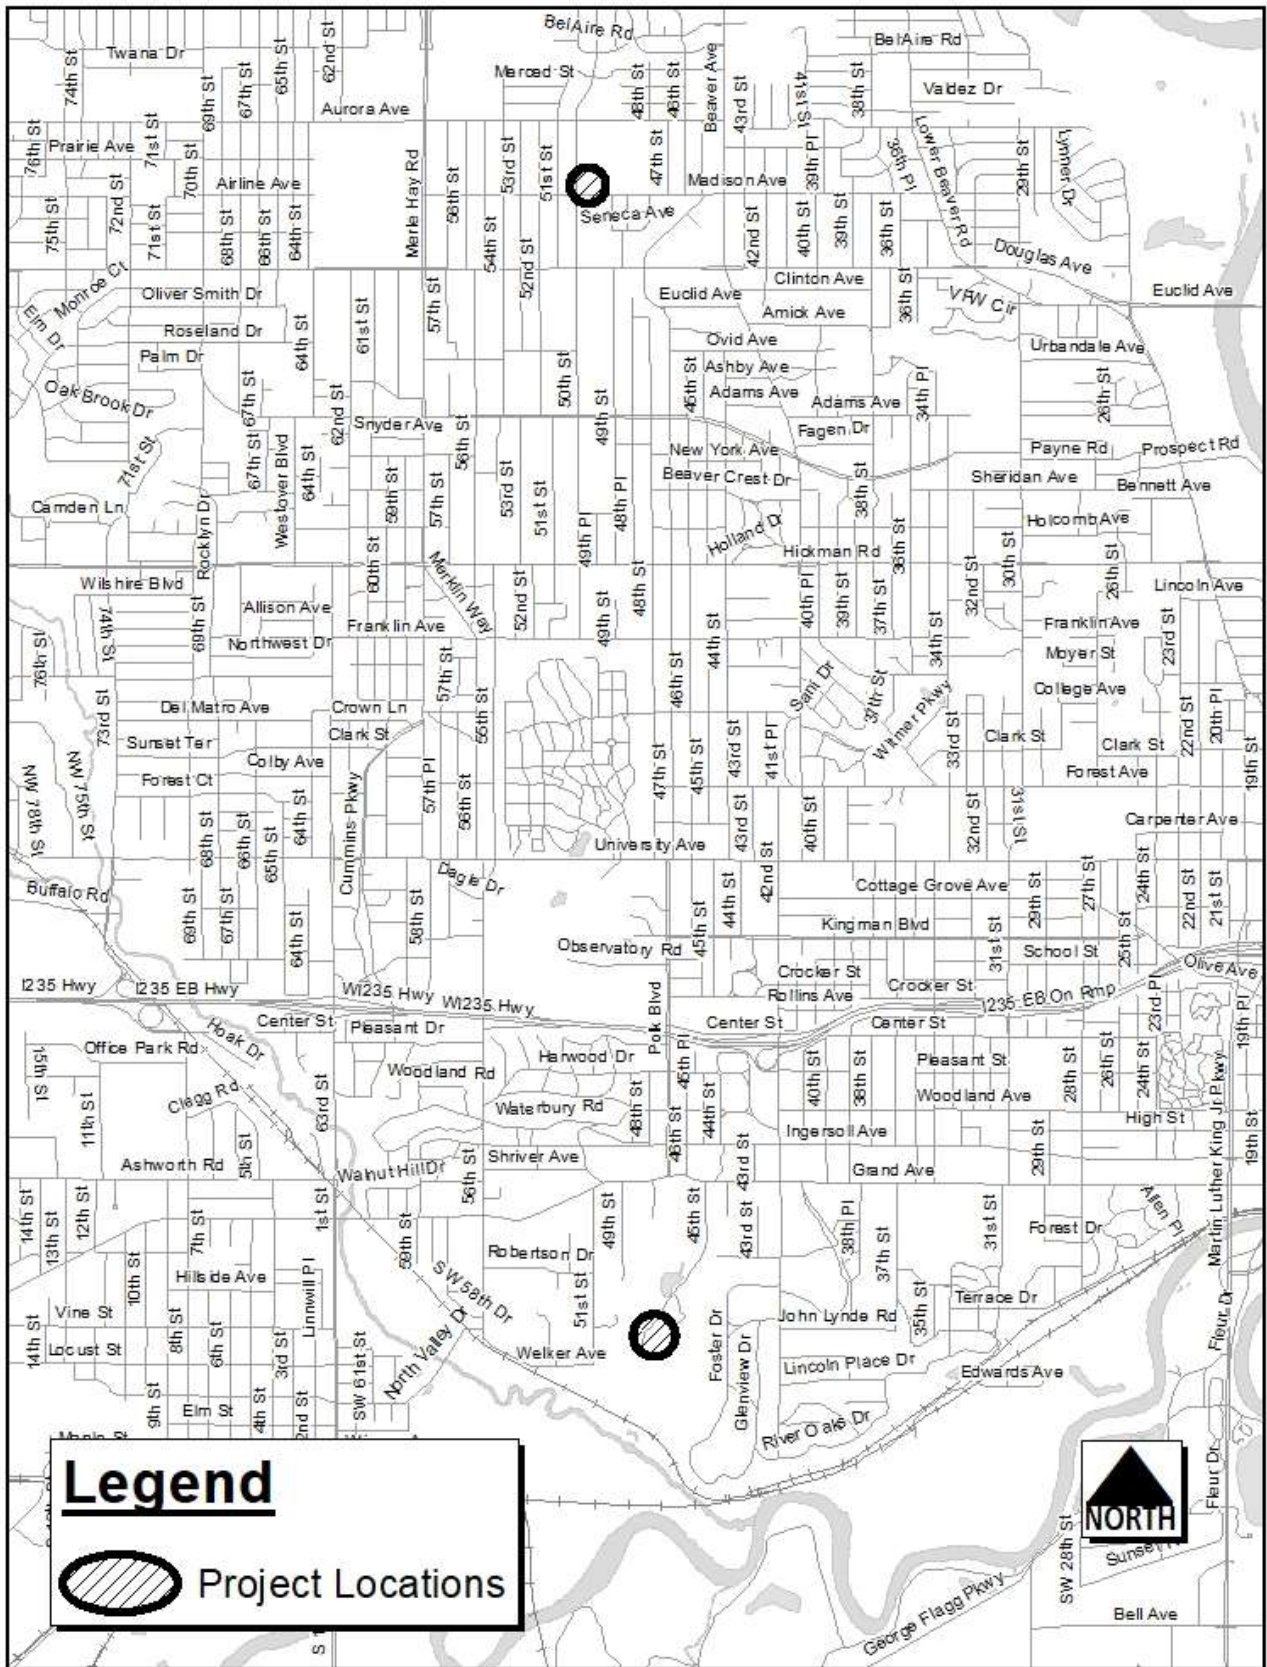 BelAire Rd
BelAire Rd
Twana Dr
74th St
65th St
62nd St
67th St
69th St
Merced St
48th St
46th St
Beaver Ave
43rd St
41st St
38th St
Valdez Dr
Aurora Ave
76th St
Prairie Ave
71st St
70th St
Airline Ave
Merle Hay Rd
56th St
53rd St
51st St
47th St
Madison Ave
39th Pl
36th Pl
Lower Beaver Rd
29th St
Lynner Dr
75th St
72nd St
71st St
68th St
66th St
64th St
54th St
52nd St
Seneca Ave
42nd St
40th St
39th St
36th St
Douglas Ave
Monroe Ct
Elm Dr
Oliver Smith Dr
Roseland Dr
Palm Dr
64th St
61st St
57th St
Euclid Ave
Clinton Ave
Amick Ave
36th St
VFW Cir
Euclid Ave
Ovid Ave
Urbandale Ave
Oak Brook Dr
67th St
62nd St
50th St
49th St
45th St
Ashby Ave
Adams Ave
Adams Ave
34th Pl
26th St
Snyder Ave
56th St
Fagen Dr
New York Ave
Payne Rd
Prospect Rd
71st St
67th St
Westover Blvd
64th St
59th St
57th St
53rd St
51st St
48th Pl
Beaver Crest Dr
38th St
Sheridan Ave
Bennett Ave
Camden Ln
Rocklyn Dr
49th Pl
Holland Dr
Hickman Rd
36th St
Holcomb Ave
Wilshire Blvd
60th St
Merklin Way
52nd St
49th St
48th St
40th Pl
39th St
37th St
32nd St
30th St
26th St
Lincoln Ave
74th St
69th St
Allison Ave
Northwest Dr
Franklin Ave
44th St
34th St
Franklin Ave
Moyer St
23rd St
76th St
73rd St
57th St
55th St
46th St
Sani Dr
37th St
Witmer Pkwy
College Ave
Del Matro Ave
Crown Ln
Clark St
Sunset Ter
Colby Ave
Forest Ct
NW 78th St
NW 75th St
47th St
45th St
43rd St
41st Pl
33rd St
Clark St
Clark St
22nd St
20th Pl
19th St
Forest Ave
68th St
66th St
65th St
64th St
Cummins Pkwy
57th Pl
56th St
University Ave
43rd St
42nd St
40th St
32nd St
31st St
Carpenter Ave
Buffalo Rd
69th St
67th St
64th St
58th St
Dagle Dr
44th St
45th St
Cottage Grove Ave
Kingman Blvd
31st St
29th St
27th St
24th St
25th St
22nd St
21st St
Observatory Rd
School St
I235 Hwy
I235 EB Hwy
WI235 Hwy
WI235 Hwy
Polk Blvd
Crocker St
Crocker St
Rollins Ave
I235 EB On Rmp
Olive Ave
23rd Pl
19th Pl
Center St
Pleasant Dr
Center St
Center St
Office Park Rd
Hoak Dr
15th St
Clegg Rd
11th St
Woodland Rd
Harwood Dr
45th Pl
Pleasant St
Woodland Ave
40th St
38th St
28th St
26th St
24th St
63rd St
Waterbury Rd
48th St
46th St
44th St
Ingersoll Ave
High St
Martin Luther King Jr Pkwy
19th St
Ashworth Rd
5th St
Walnut Hill Dr
56th St
Shriver Ave
43rd St
Grand Ave
29th St
14th St
13th St
12th St
7th St
1st St
59th St
49th St
45th St
43rd St
38th Pl
37th St
31st St
Forest Dr
Allen Pl
10th St
Hillside Ave
Linnwill Pl
Robertson Dr
SW 58th Dr
51st St
Terrace Dr
Vine St
Locust St
14th St
8th St
6th St
3rd St
North Valley Dr
Welker Ave
Foster Dr
Glenview Dr
John Lynde Rd
35th St
Lincoln Place Dr
Edwards Ave
Fleur Dr
SW 61st St
9th St
Elm St
4th St
2nd St
River Oaks Dr
Maple St
Legend
Project Locations
NORTH
Fleur Dr
SW 28th St
George Flagg Pkwy
Bell Ave